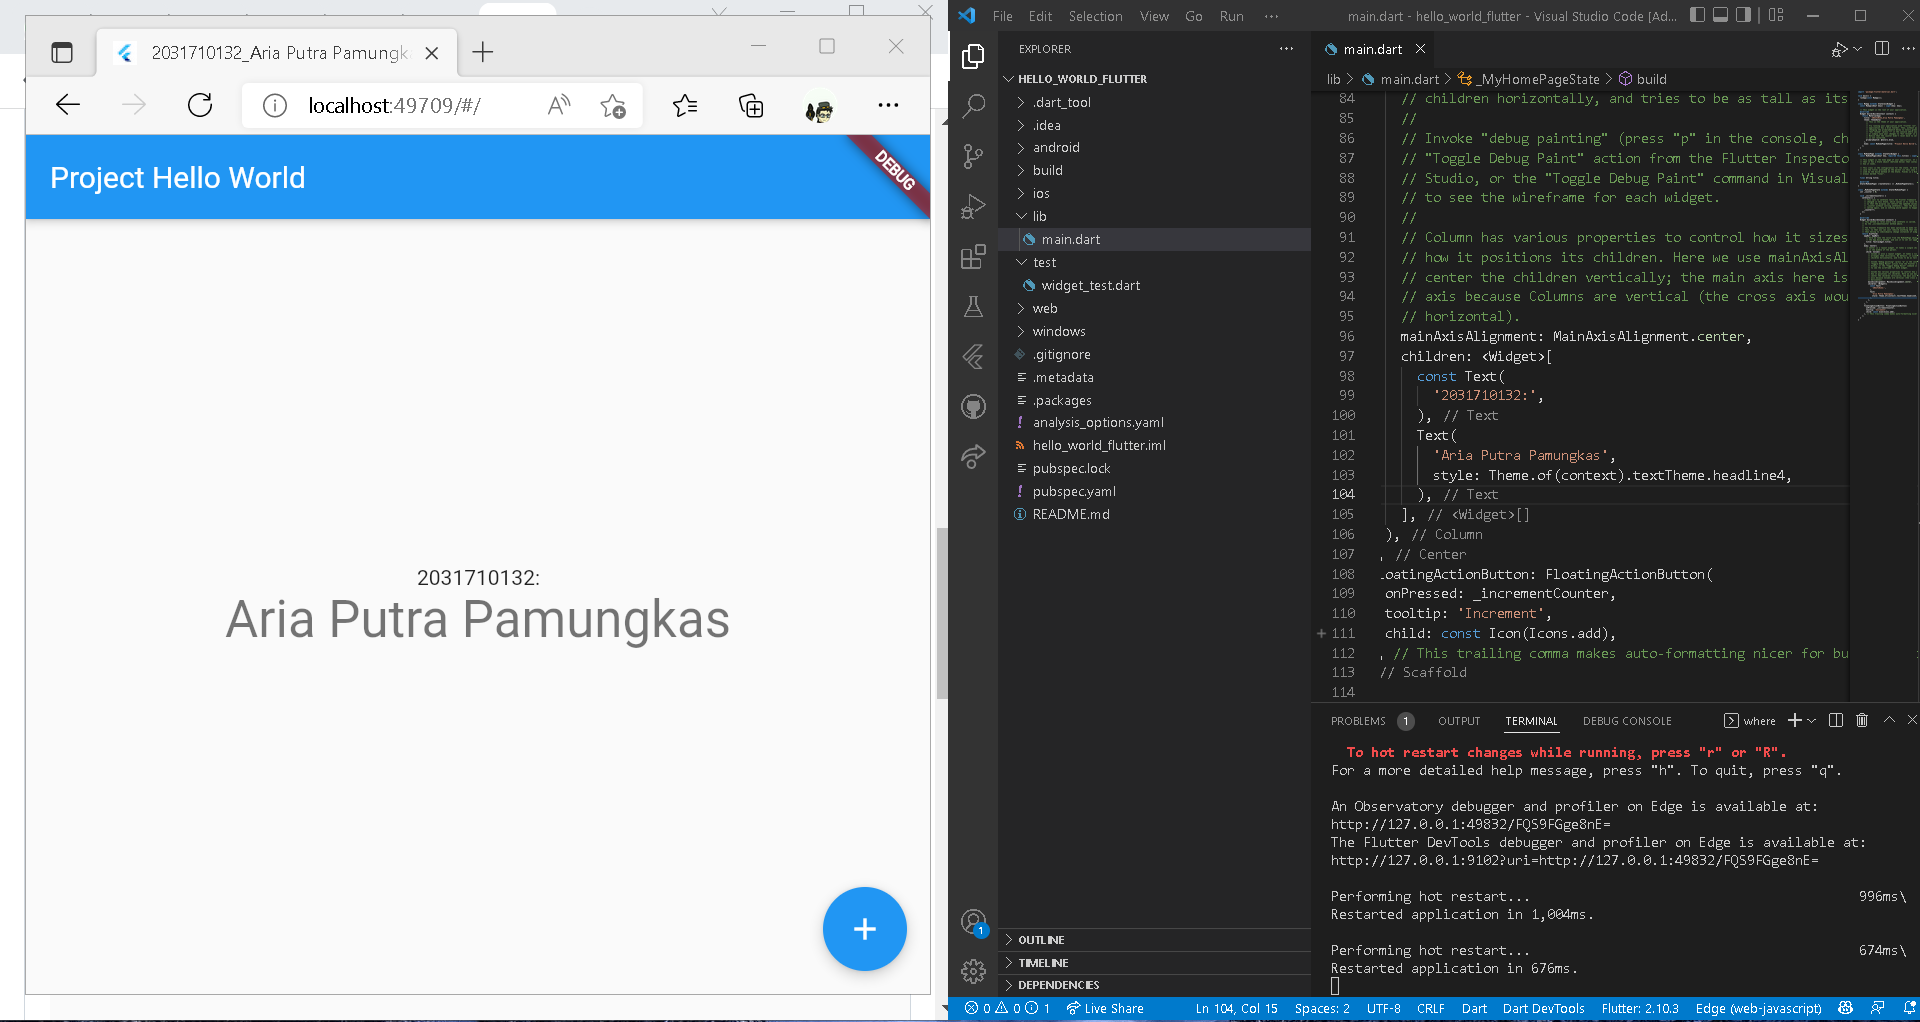 2031710132_Aria Putra Pamungk
localhost:49709/#/
Project Hello World
DEBUG
2031710132:
Aria Putra Pamungkas
File Edit Selection View Go Run ···
main.dart - hello_world_flutter - Visual Studio Code [Ad...
EXPLORER
HELLO_WORLD_FLUTTER
.dart_tool
.idea
android
build
ios
lib
main.dart
test
widget_test.dart
web
windows
.gitignore
.metadata
.packages
analysis_options.yaml
hello_world_flutter.iml
pubspec.lock
pubspec.yaml
README.md
OUTLINE
TIMELINE
DEPENDENCIES
main.dart
lib > main.dart > _MyHomePageState > build
84 // children horizontally, and tries to be as tall as its
85 //
86 // Invoke "debug painting" (press "p" in the console, ch
87 // "Toggle Debug Paint" action from the Flutter Inspecto
88 // Studio, or the "Toggle Debug Paint" command in Visual
89 // to see the wireframe for each widget.
90 //
91 // Column has various properties to control how it sizes
92 // how it positions its children. Here we use mainAxisAl
93 // center the children vertically; the main axis here is
94 // axis because Columns are vertical (the cross axis wou
95 // horizontal).
96 mainAxisAlignment: MainAxisAlignment.center,
97 children: <Widget>[
98 const Text(
99 '2031710132:',
100 ), // Text
101 Text(
102 'Aria Putra Pamungkas',
103 style: Theme.of(context).textTheme.headline4,
104 ), // Text
105 ], // <Widget>[]
106 ), // Column
107 , // Center
108 oatingActionButton: FloatingActionButton(
109 onPressed: _incrementCounter,
110 tooltip: 'Increment',
111 child: const Icon(Icons.add),
112 , // This trailing comma makes auto-formatting nicer for bu
113 // Scaffold
114
PROBLEMS 1 OUTPUT TERMINAL DEBUG CONSOLE where
To hot restart changes while running, press "r" or "R".
For a more detailed help message, press "h". To quit, press "q".
An Observatory debugger and profiler on Edge is available at:
http://127.0.0.1:49832/FQS9FGge8nE=
The Flutter DevTools debugger and profiler on Edge is available at:
http://127.0.0.1:9102?uri=http://127.0.0.1:49832/FQS9FGge8nE=
Performing hot restart... 996ms\
Restarted application in 1,004ms.
Performing hot restart... 674ms\
Restarted application in 676ms.
1
0 0 1 Live Share Ln 104, Col 15 Spaces: 2 UTF-8 CRLF Dart Dart DevTools Flutter: 2.10.3 Edge (web-javascript)